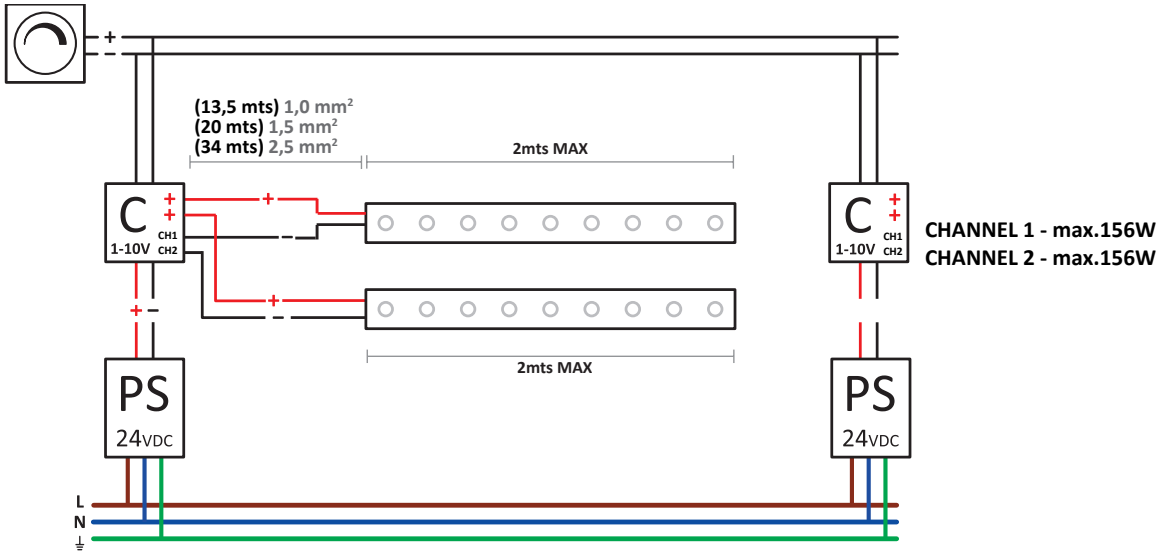 +
−
(13,5 mts) 1,0 mm²
(20 mts) 1,5 mm²
(34 mts) 2,5 mm²
2mts MAX
C + +
1-10V CH1 CH2
+
−
+
−
2mts MAX
+ −
PS
24VDC
C + +
1-10V CH1 CH2
CHANNEL 1 - max.156W
CHANNEL 2 - max.156W
PS
24VDC
L
N